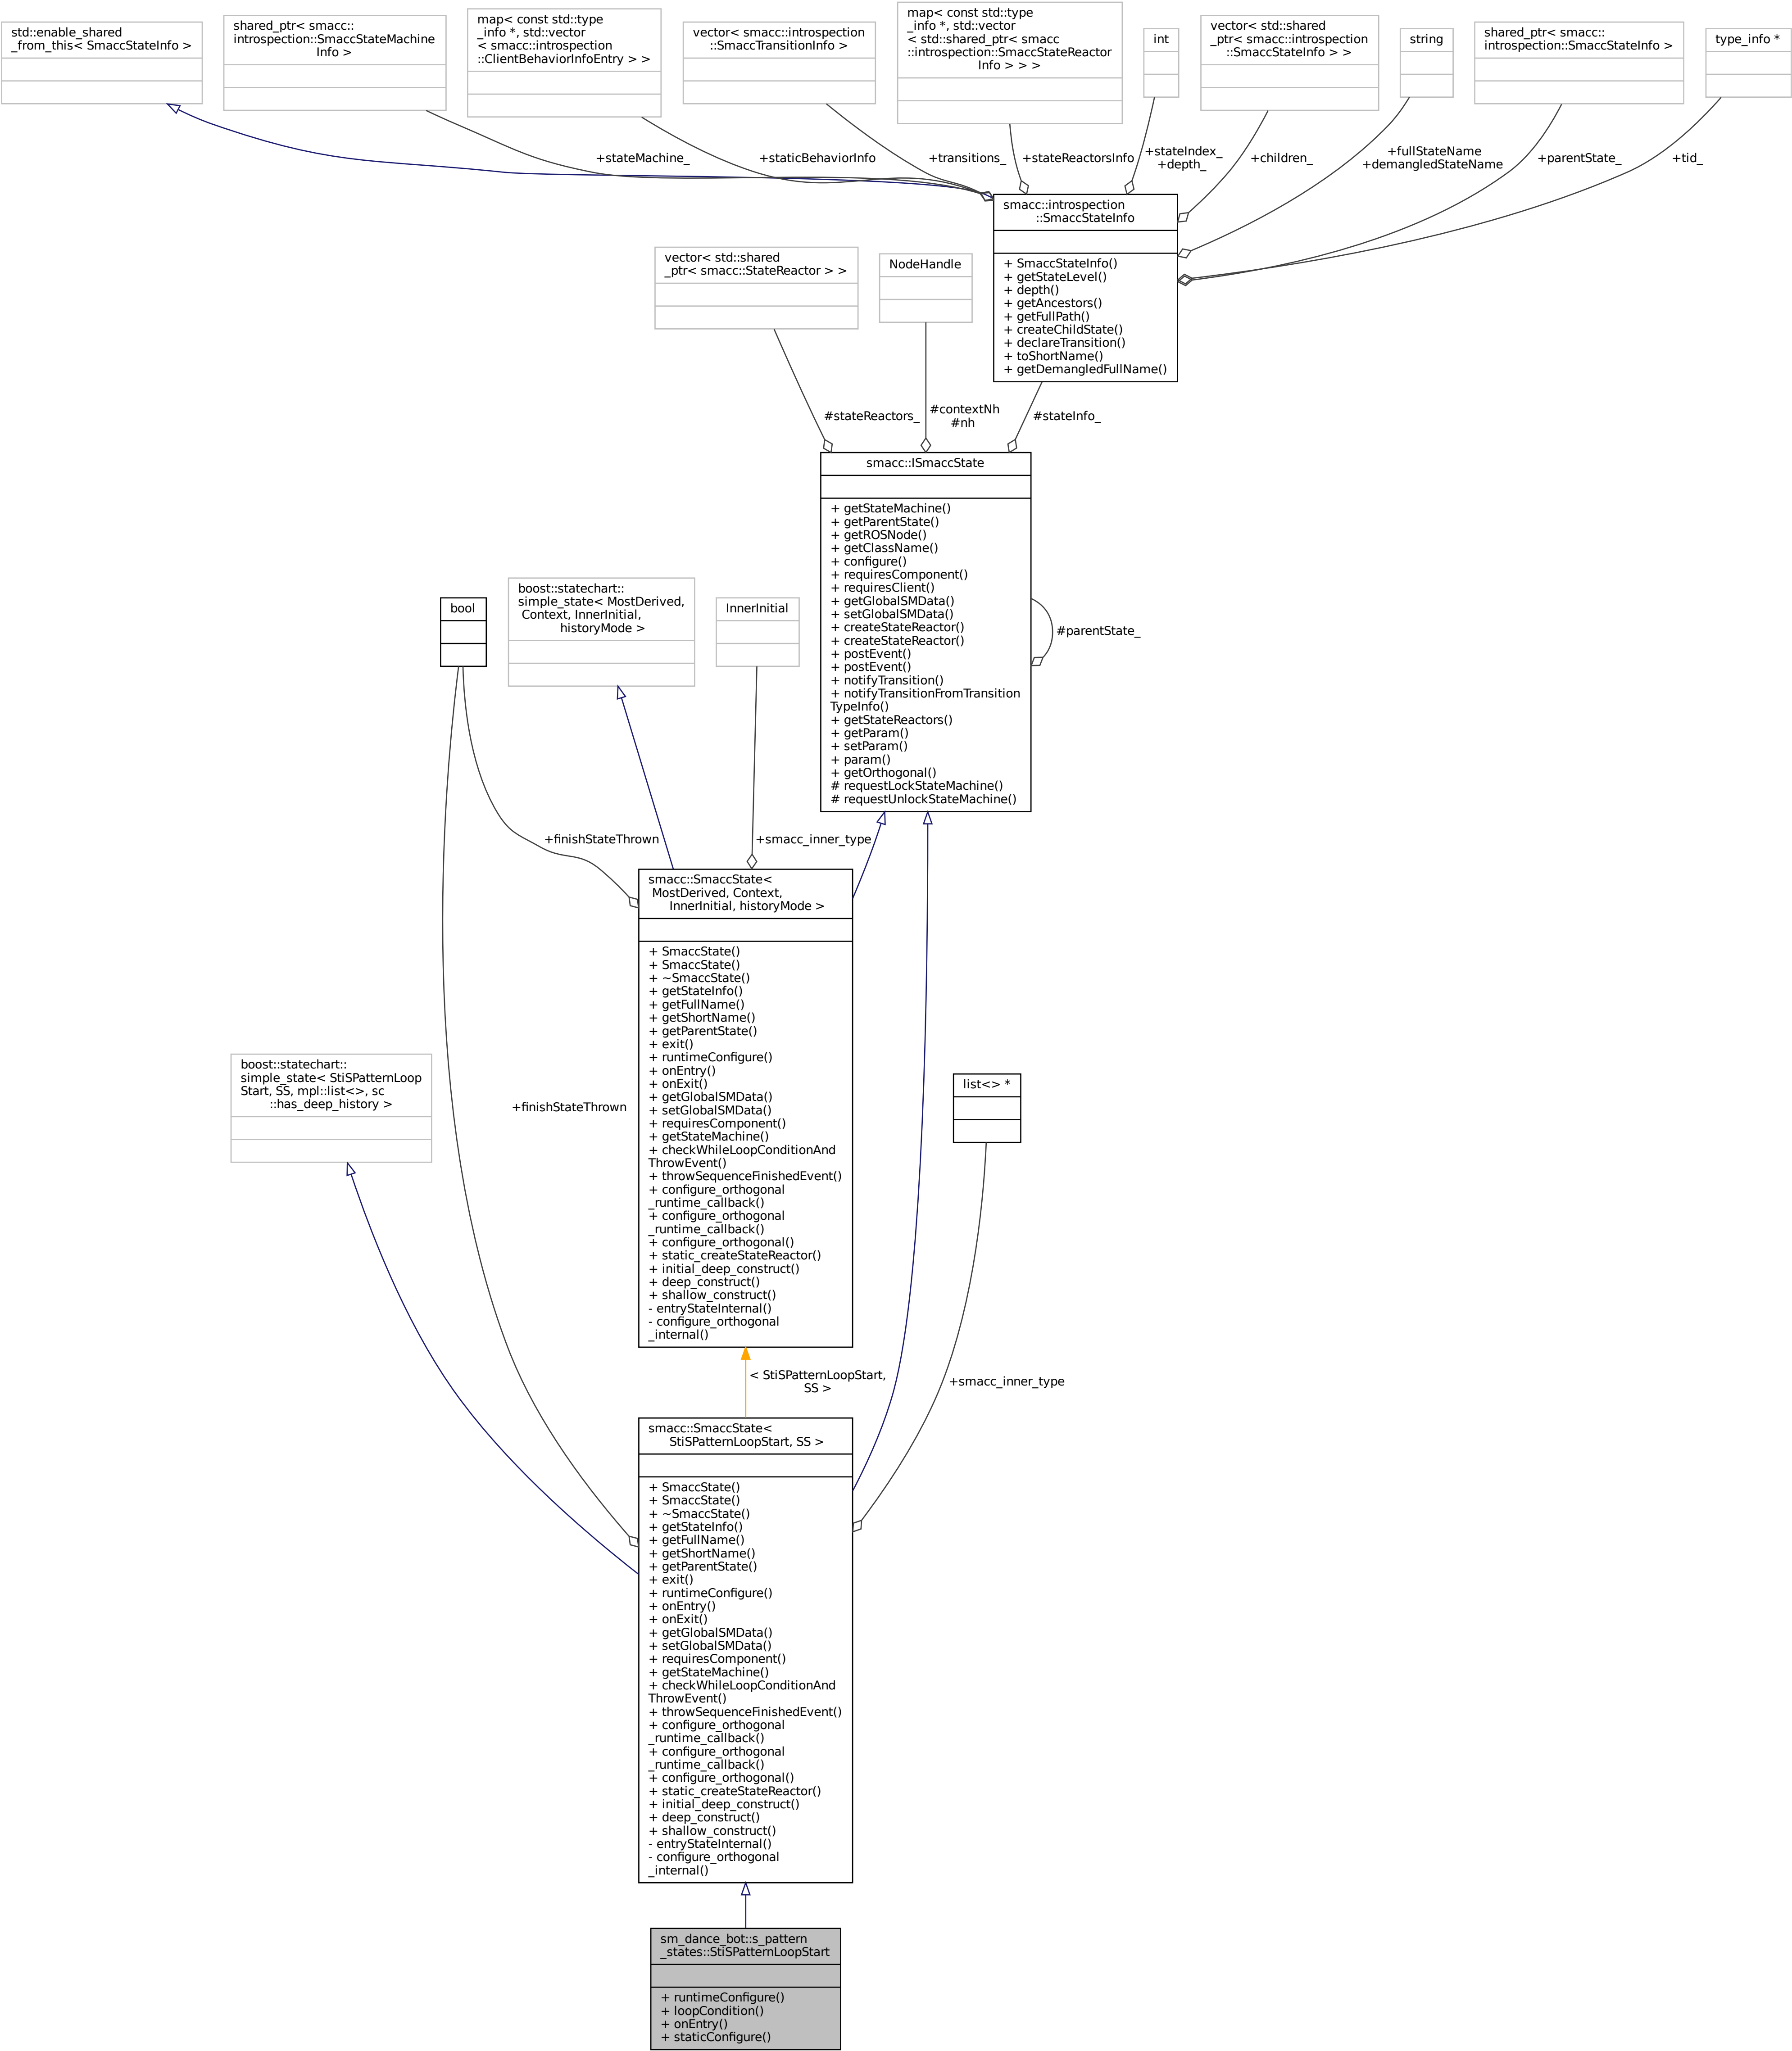 std::enable_shared
_from_this< SmaccStateInfo >
shared_ptr< smacc::
introspection::SmaccStateMachine
Info >
map< const std::type
_info *, std::vector
< smacc::introspection
::ClientBehaviorInfoEntry > >
vector< smacc::introspection
::SmaccTransitionInfo >
map< const std::type
_info *, std::vector
< std::shared_ptr< smacc
::introspection::SmaccStateReactor
Info > > >
int
vector< std::shared
_ptr< smacc::introspection
::SmaccStateInfo > >
string
shared_ptr< smacc::
introspection::SmaccStateInfo >
type_info *
+stateMachine_
+staticBehaviorInfo
+transitions_
+stateReactorsInfo
+stateIndex_
+depth_
+children_
+fullStateName
+demangledStateName
+parentState_
+tid_
smacc::introspection
::SmaccStateInfo
+ SmaccStateInfo()
+ getStateLevel()
+ depth()
+ getAncestors()
+ getFullPath()
+ createChildState()
+ declareTransition()
+ toShortName()
+ getDemangledFullName()
vector< std::shared
_ptr< smacc::StateReactor > >
NodeHandle
#stateReactors_
#contextNh
#nh
#stateInfo_
smacc::ISmaccState
+ getStateMachine()
+ getParentState()
+ getROSNode()
+ getClassName()
+ configure()
+ requiresComponent()
+ requiresClient()
+ getGlobalSMData()
+ setGlobalSMData()
+ createStateReactor()
+ createStateReactor()
+ postEvent()
+ postEvent()
+ notifyTransition()
+ notifyTransitionFromTransition
TypeInfo()
+ getStateReactors()
+ getParam()
+ setParam()
+ param()
+ getOrthogonal()
# requestLockStateMachine()
# requestUnlockStateMachine()
#parentState_
bool
boost::statechart::
simple_state< MostDerived,
Context, InnerInitial,
historyMode >
InnerInitial
+finishStateThrown
+smacc_inner_type
smacc::SmaccState<
MostDerived, Context,
InnerInitial, historyMode >
+ SmaccState()
+ SmaccState()
+ ~SmaccState()
+ getStateInfo()
+ getFullName()
+ getShortName()
+ getParentState()
+ exit()
+ runtimeConfigure()
+ onEntry()
+ onExit()
+ getGlobalSMData()
+ setGlobalSMData()
+ requiresComponent()
+ getStateMachine()
+ checkWhileLoopConditionAnd
ThrowEvent()
+ throwSequenceFinishedEvent()
+ configure_orthogonal
_runtime_callback()
+ configure_orthogonal
_runtime_callback()
+ configure_orthogonal()
+ static_createStateReactor()
+ initial_deep_construct()
+ deep_construct()
+ shallow_construct()
- entryStateInternal()
- configure_orthogonal
_internal()
boost::statechart::
simple_state< StiSPatternLoop
Start, SS, mpl::list<>, sc
::has_deep_history >
+finishStateThrown
list<> *
< StiSPatternLoopStart,
SS >
+smacc_inner_type
smacc::SmaccState<
StiSPatternLoopStart, SS >
+ SmaccState()
+ SmaccState()
+ ~SmaccState()
+ getStateInfo()
+ getFullName()
+ getShortName()
+ getParentState()
+ exit()
+ runtimeConfigure()
+ onEntry()
+ onExit()
+ getGlobalSMData()
+ setGlobalSMData()
+ requiresComponent()
+ getStateMachine()
+ checkWhileLoopConditionAnd
ThrowEvent()
+ throwSequenceFinishedEvent()
+ configure_orthogonal
_runtime_callback()
+ configure_orthogonal
_runtime_callback()
+ configure_orthogonal()
+ static_createStateReactor()
+ initial_deep_construct()
+ deep_construct()
+ shallow_construct()
- entryStateInternal()
- configure_orthogonal
_internal()
sm_dance_bot::s_pattern
_states::StiSPatternLoopStart
+ runtimeConfigure()
+ loopCondition()
+ onEntry()
+ staticConfigure()